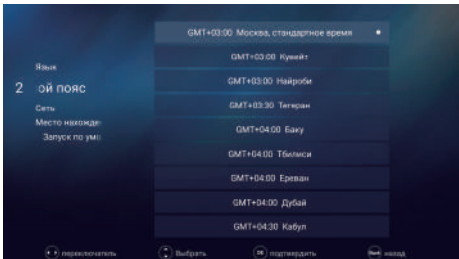 GMT+03:00 Москва, стандартное время
GMT+03:00 Кувейт
Язык
GMT+03:00 Найроби
2 ой пояс
Сеть
GMT+03:30 Тегеран
Место нахожде
GMT+04:00 Баку
Запуск по умо
GMT+04:00 Тбилиси
GMT+04:00 Ереван
GMT+04:00 Дубай
GMT+04:30 Кабул
переключатель Выбрать OK подтвердить Back назад